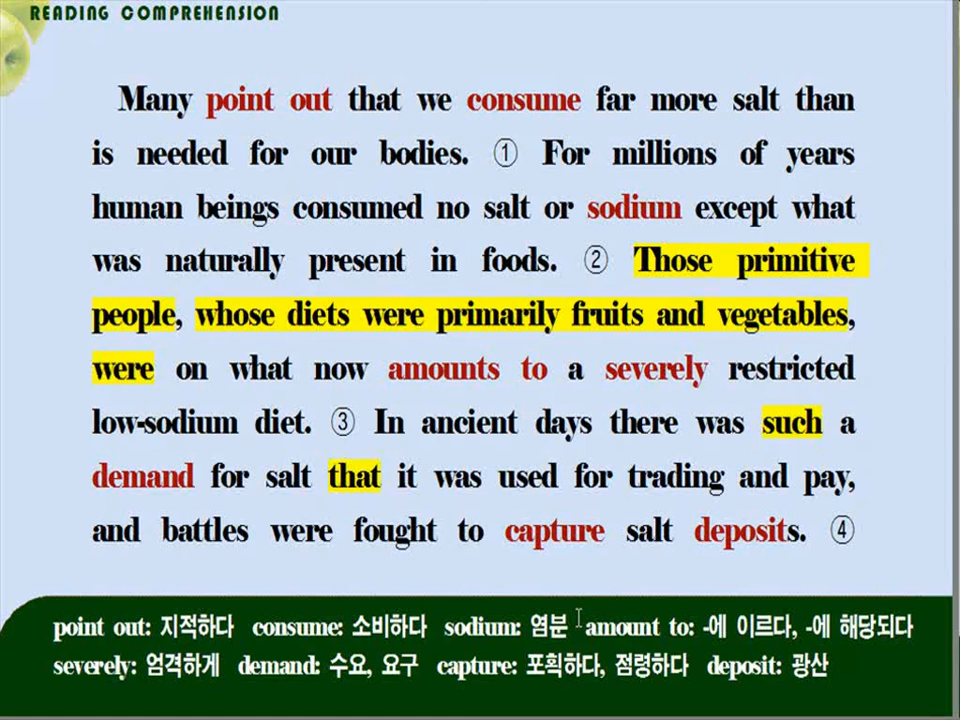 READING COMPREHENSION
Many point out that we consume far more salt than
is needed for our bodies. ① For millions of years
human beings consumed no salt or sodium except what
was naturally present in foods. ② Those primitive
people, whose diets were primarily fruits and vegetables,
were on what now amounts to a severely restricted
low-sodium diet. ③ In ancient days there was such a
demand for salt that it was used for trading and pay,
and battles were fought to capture salt deposits. ④
point out: 지적하다 consume: 소비하다 sodium: 염분 amount to: -에 이르다, -에 해당되다
severely: 엄격하게 demand: 수요, 요구 capture: 포획하다, 점령하다 deposit: 광산